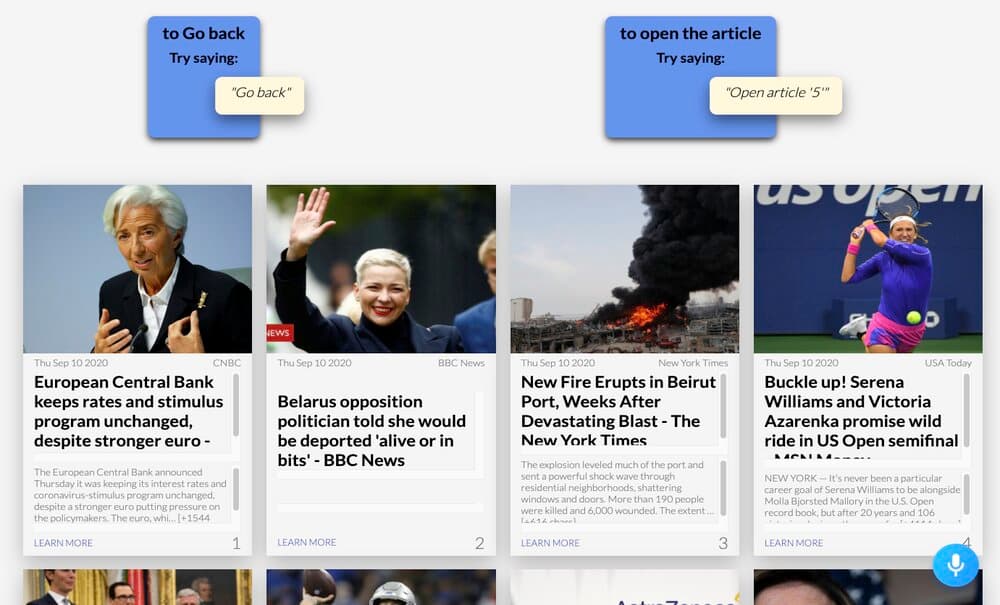 to Go back
Try saying:
"Go back"
to open the article
Try saying:
"Open article '5'"
NEWS
us open
Thu Sep 10 2020
CNBC
European Central Bank
keeps rates and stimulus
program unchanged,
despite stronger euro -
The European Central Bank announced
Thursday it was keeping its interest rates and
coronavirus-stimulus program unchanged,
despite a stronger euro putting pressure on
the policymakers. The euro, whi… [+1544
LEARN MORE
1
Thu Sep 10 2020
BBC News
Belarus opposition
politician told she would
be deported 'alive or in
bits' - BBC News
LEARN MORE
2
Thu Sep 10 2020
New York Times
New Fire Erupts in Beirut
Port, Weeks After
Devastating Blast - The
New York Times
The explosion leveled much of the port and
sent a powerful shock wave through
residential neighborhoods, shattering
windows and doors. More than 190 people
were killed and 6,000 wounded. The extent…
[+616 chars]
LEARN MORE
3
Thu Sep 10 2020
USA Today
Buckle up! Serena
Williams and Victoria
Azarenka promise wild
ride in US Open semifinal
- MSN Money
NEW YORK — It's never been a particular
career goal of Serena Williams to be alongside
Molla Bjorsted Mallory in the U.S. Open
record book, but after 20 years and 106
LEARN MORE
4
AstraZeneca